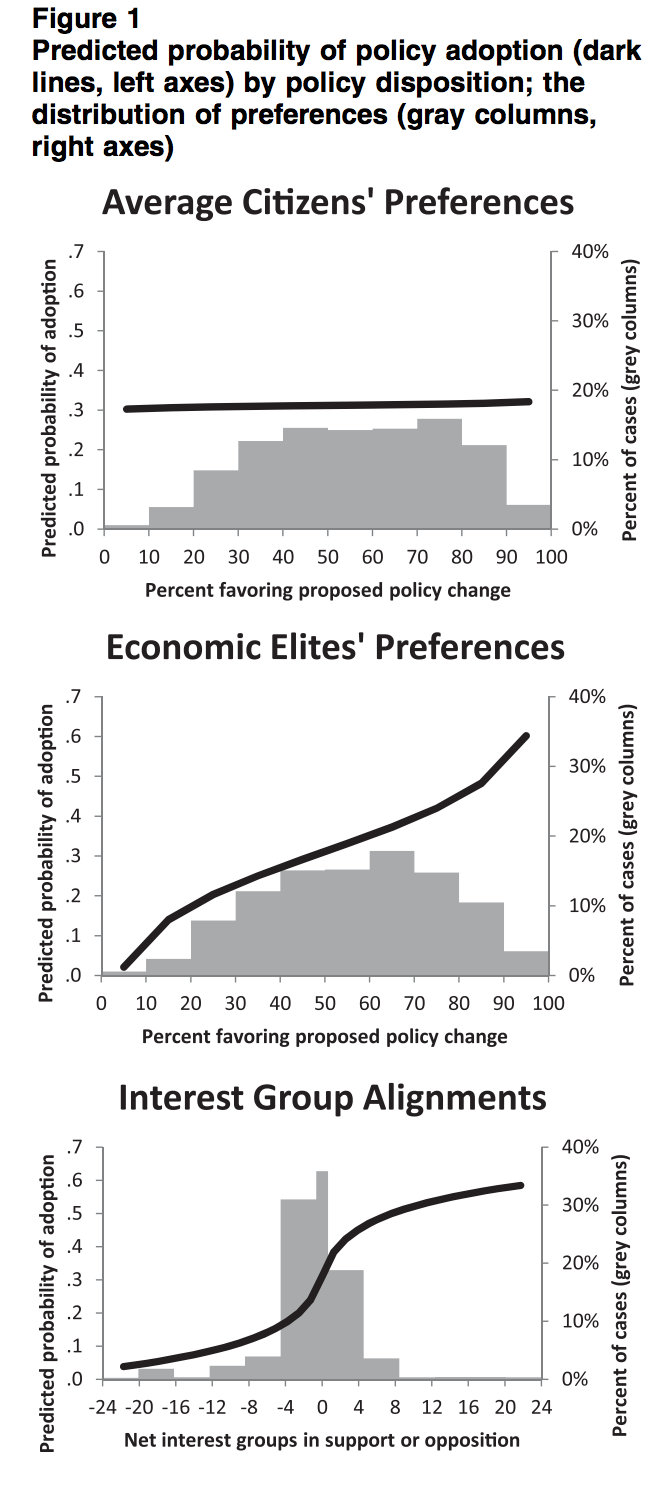 Figure 1
Predicted probability of policy adoption (dark
lines, left axes) by policy disposition; the
distribution of preferences (gray columns,
right axes)
Average Citizens' Preferences
Predicted probability of adoption
.7
.6
.5
.4
.3
.2
.1
.0
40%
30%
20%
10%
0%
Percent of cases (grey columns)
0 10 20 30 40 50 60 70 80 90 100
Percent favoring proposed policy change
Economic Elites' Preferences
Predicted probability of adoption
.7
.6
.5
.4
.3
.2
.1
.0
40%
30%
20%
10%
0%
Percent of cases (grey columns)
0 10 20 30 40 50 60 70 80 90 100
Percent favoring proposed policy change
Interest Group Alignments
Predicted probability of adoption
.7
.6
.5
.4
.3
.2
.1
.0
40%
30%
20%
10%
0%
Percent of cases (grey columns)
-24 -20 -16 -12 -8 -4 0 4 8 12 16 20 24
Net interest groups in support or opposition